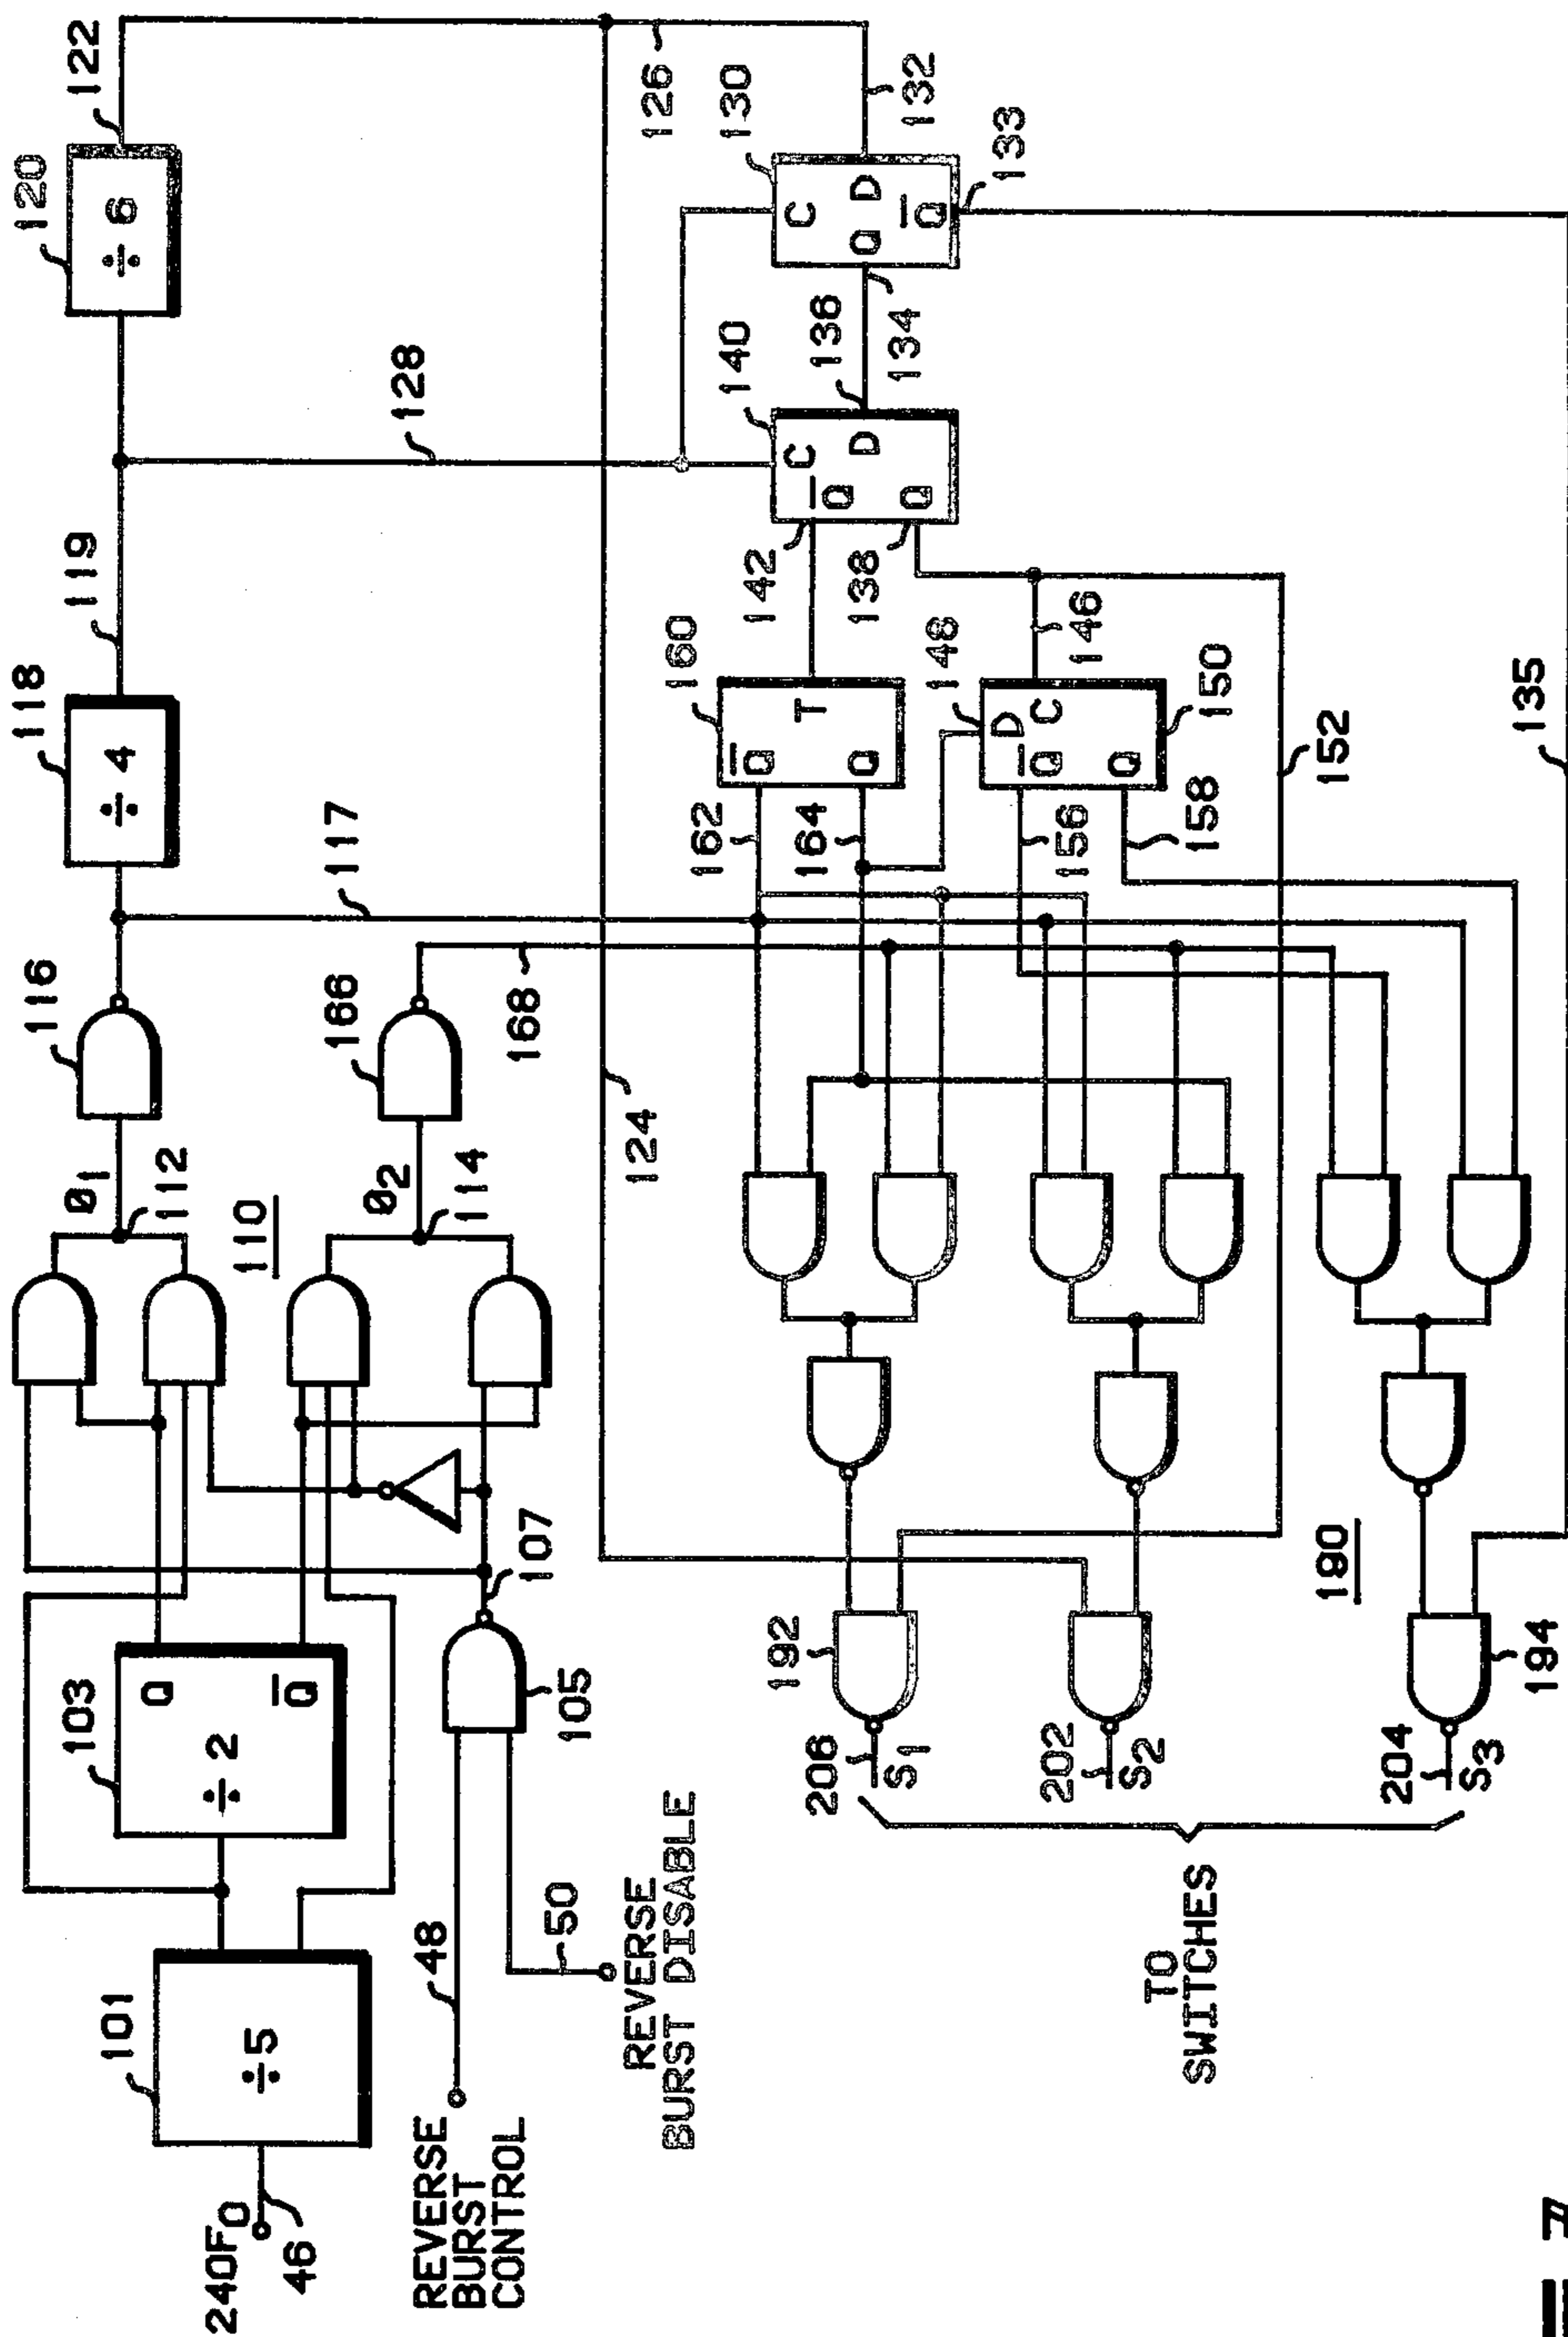 240F0
46
101
÷5
103
÷ 2
Q
Q̅
REVERSE
BURST
CONTROL
48
50
REVERSE
BURST DISABLE
105
107
110
Ø1
112
Ø2
114
116
166
168
117
118
÷ 4
119
120
÷ 6
122
124
126
128
130
C
D
Q
Q̅
132
133
134
135
136
140
C
D
Q̅
Q
142
138
160
T
Q̅
Q
162
164
148
146
150
D
C
Q̅
Q
156
158
152
190
192
194
206
S1
202
S2
204
S3
TO
SWITCHES